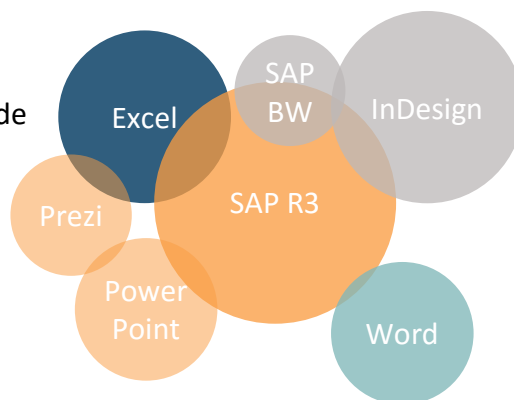 SAP
BW
InDesign
de
Excel
SAP R3
Prezi
Power
Point
Word